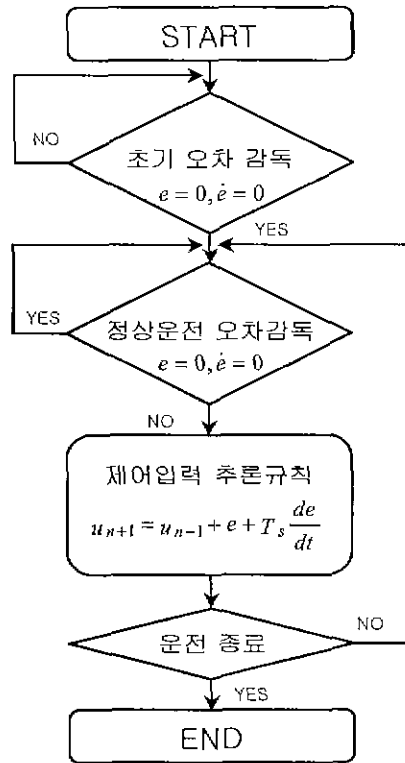 START
NO
초기 오차 감독
e = 0, ė = 0
YES
YES
정상운전 오차감독
e = 0, ė = 0
NO
제어입력 추론규칙
u_{n+1} = u_{n-1} + e + T_s \frac{de}{dt}
운전 종료
NO
YES
END